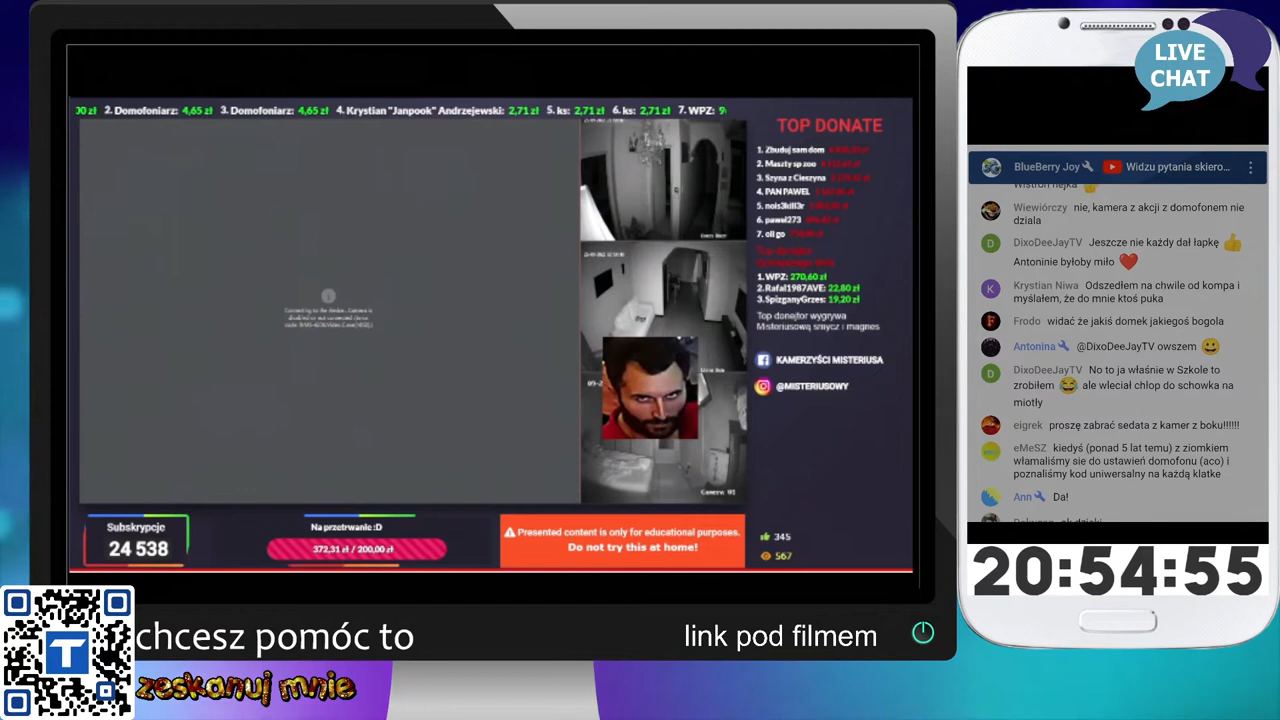 2. Domofoniarz: 4,65 zł 3. Domofoniarz: 4,65 zł 4. Krystian "Janpook" Andrzejewski: 2,71 zł 5. ks: 2,71 zł 6. ks: 2,71 zł 7. WPZ:
TOP DONATE
1. Zbuduj sam dom
2. Maszty sp zoo
3. Szyna z Cieszyna
4. PAN PAWEL
5. nois3kill3r
6. pawel273
7. oli go
1. WPZ: 270,60 zł
2. Rafal1987AVE: 22,80 zł
3. SpizganyGrzes: 19,20 zł
Top donejtor wygrywa
Misteriusową smycz i magnes
KAMERZYŚCI MISTERIUSA
@MISTERIUSOWY
Camera 01
Subskrypcje
24 538
Na przetrwanie :D
372,31 zł / 200,00 zł
Presented content is only for educational purposes.
Do not try this at home!
345
567
chcesz pomóc to
link pod filmem
zeskanuj mnie
T
LIVE
CHAT
BlueBerry Joy Widzu pytania skiero...
Wistron hejka
Wiewiórczy nie, kamera z akcji z domofonem nie
dziala
DixoDeeJayTV Jeszcze nie każdy dał łapkę
Antoninie byłoby miło
Krystian Niwa Odszedłem na chwile od kompa i
myślałem, że do mnie ktoś puka
Frodo widać że jakiś domek jakiegoś bogola
Antonina @DixoDeeJayTV owszem
DixoDeeJayTV No to ja właśnie w Szkole to
zrobiłem ale wleciał chłop do schowka na
miotły
eigrek proszę zabrać sedata z kamer z boku!!!!!!
eMeSZ kiedyś (ponad 5 lat temu) z ziomkiem
włamaliśmy sie do ustawień domofonu (aco) i
poznaliśmy kod uniwersalny na każdą klatke
Ann Da!
20:54:55